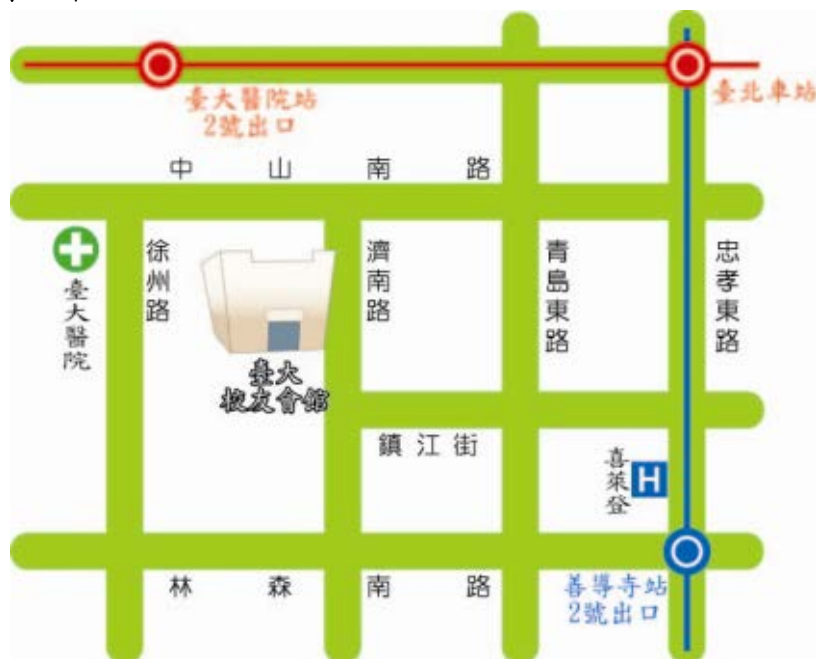 臺大醫院站
2號出口
臺北車站
中山南路
徐州路
濟南路
青島東路
忠孝東路
臺大醫院
臺大
校友會館
鎮江街
喜萊登
H
林森南路
善導寺站
2號出口